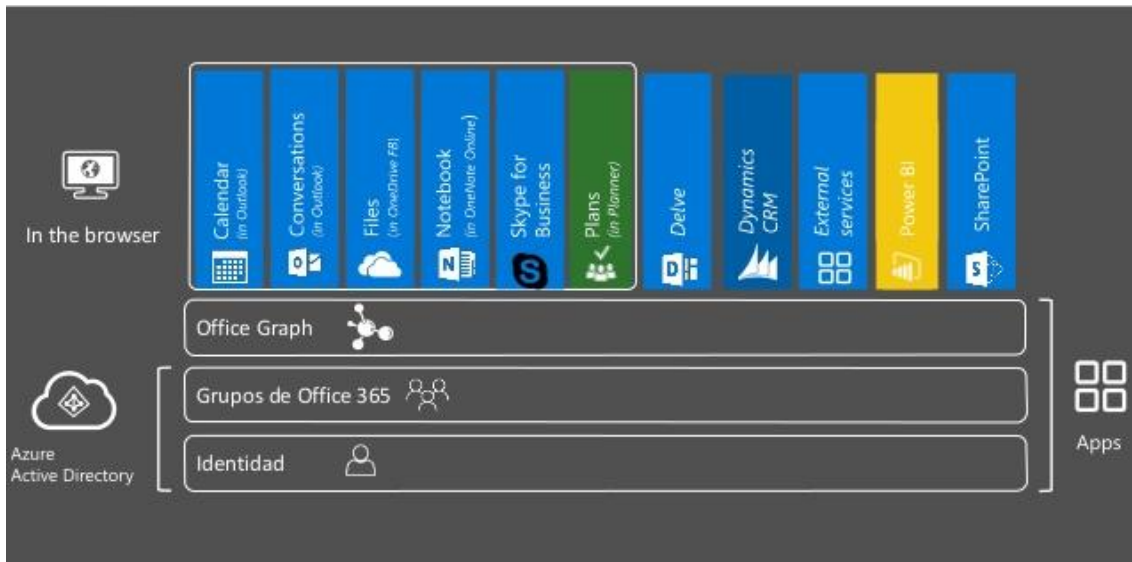 Calendar
(in Outlook)
Conversations
(in Outlook)
Files
(in OneDrive FB)
Notebook
(in OneNote Online)
Skype for
Business
Plans
(in Planner)
Delve
Dynamics
CRM
External
services
Power BI
SharePoint
In the browser
Office Graph
Grupos de Office 365
Identidad
Azure
Active Directory
Apps